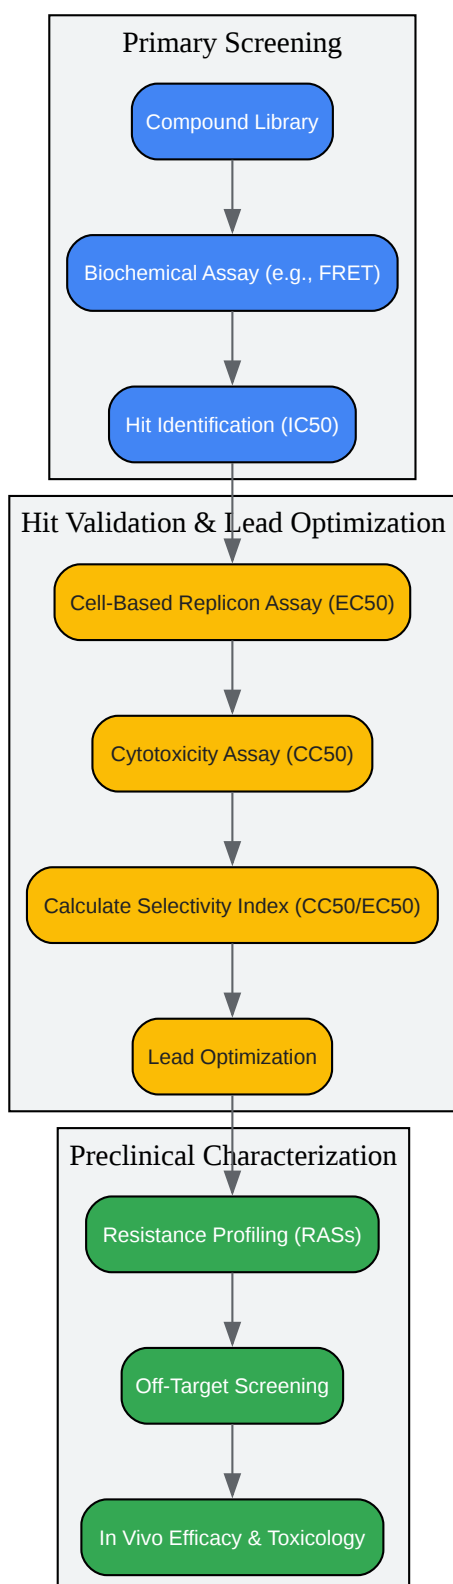 Primary Screening
Compound Library
Biochemical Assay (e.g., FRET)
Hit Identification (IC50)
Hit Validation & Lead Optimization
Cell-Based Replicon Assay (EC50)
Cytotoxicity Assay (CC50)
Calculate Selectivity Index (CC50/EC50)
Lead Optimization
Preclinical Characterization
Resistance Profiling (RASs)
Off-Target Screening
In Vivo Efficacy & Toxicology